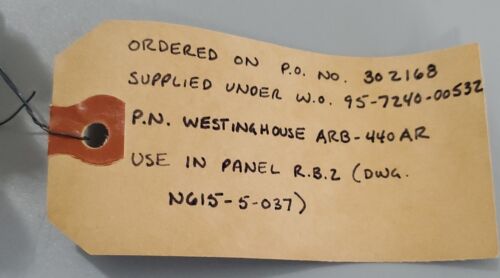 ORDERED ON P.O. NO. 302168
SUPPLIED UNDER W.O. 95-7240-00532
P.N. WESTINGHOUSE ARB-440AR
USE IN PANEL R.B.2 (DWG.
NG15-5-037)